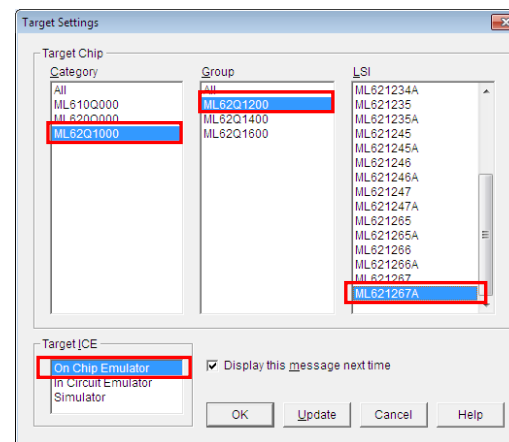 Target Settings
Target Chip
Category
All
ML610Q000
ML620Q000
ML62Q1000
Group
All
ML62Q1200
ML62Q1400
ML62Q1600
LSI
ML621234A
ML621235
ML621235A
ML621245
ML621245A
ML621246
ML621246A
ML621247
ML621247A
ML621265
ML621265A
ML621266
ML621266A
ML621267
ML621267A
Target ICE
On Chip Emulator
In Circuit Emulator
Simulator
Display this message next time
OK
Update
Cancel
Help